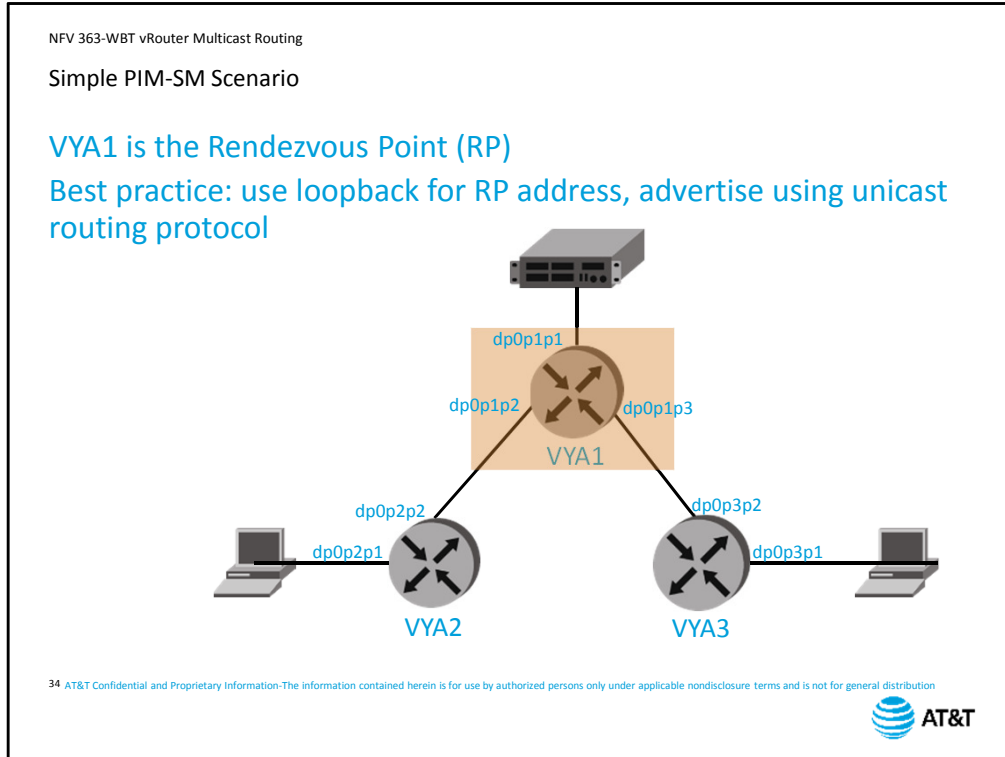 NFV 363-WBT vRouter Multicast Routing
Simple PIM-SM Scenario
VYA1 is the Rendezvous Point (RP)
Best practice: use loopback for RP address, advertise using unicast
routing protocol
dp0p1p1
dp0p1p2
dp0p1p3
VYA1
dp0p2p2
dp0p3p2
dp0p2p1
dp0p3p1
VYA2
VYA3
34 AT&T Confidential and Proprietary Information-The information contained herein is for use by authorized persons only under applicable nondisclosure terms and is not for general distribution
AT&T